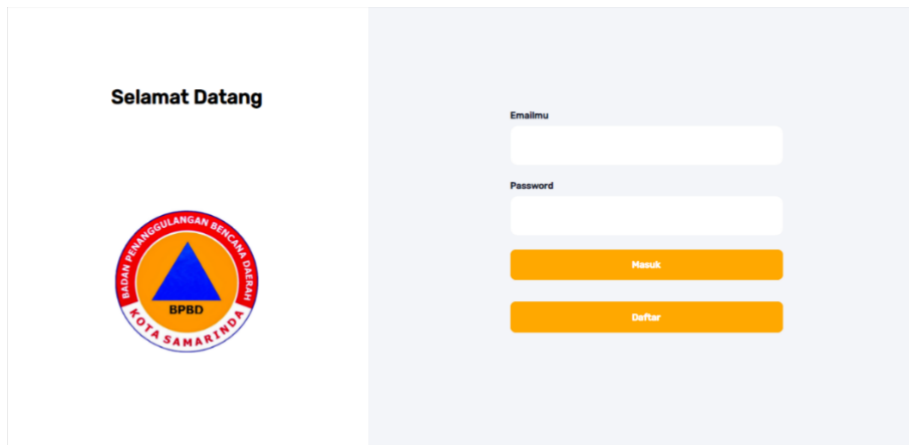 Selamat Datang
BADAN PENANGGULANGAN BENCANA DAERAH
BPBD
KOTA SAMARINDA
Emailmu
Password
Masuk
Daftar